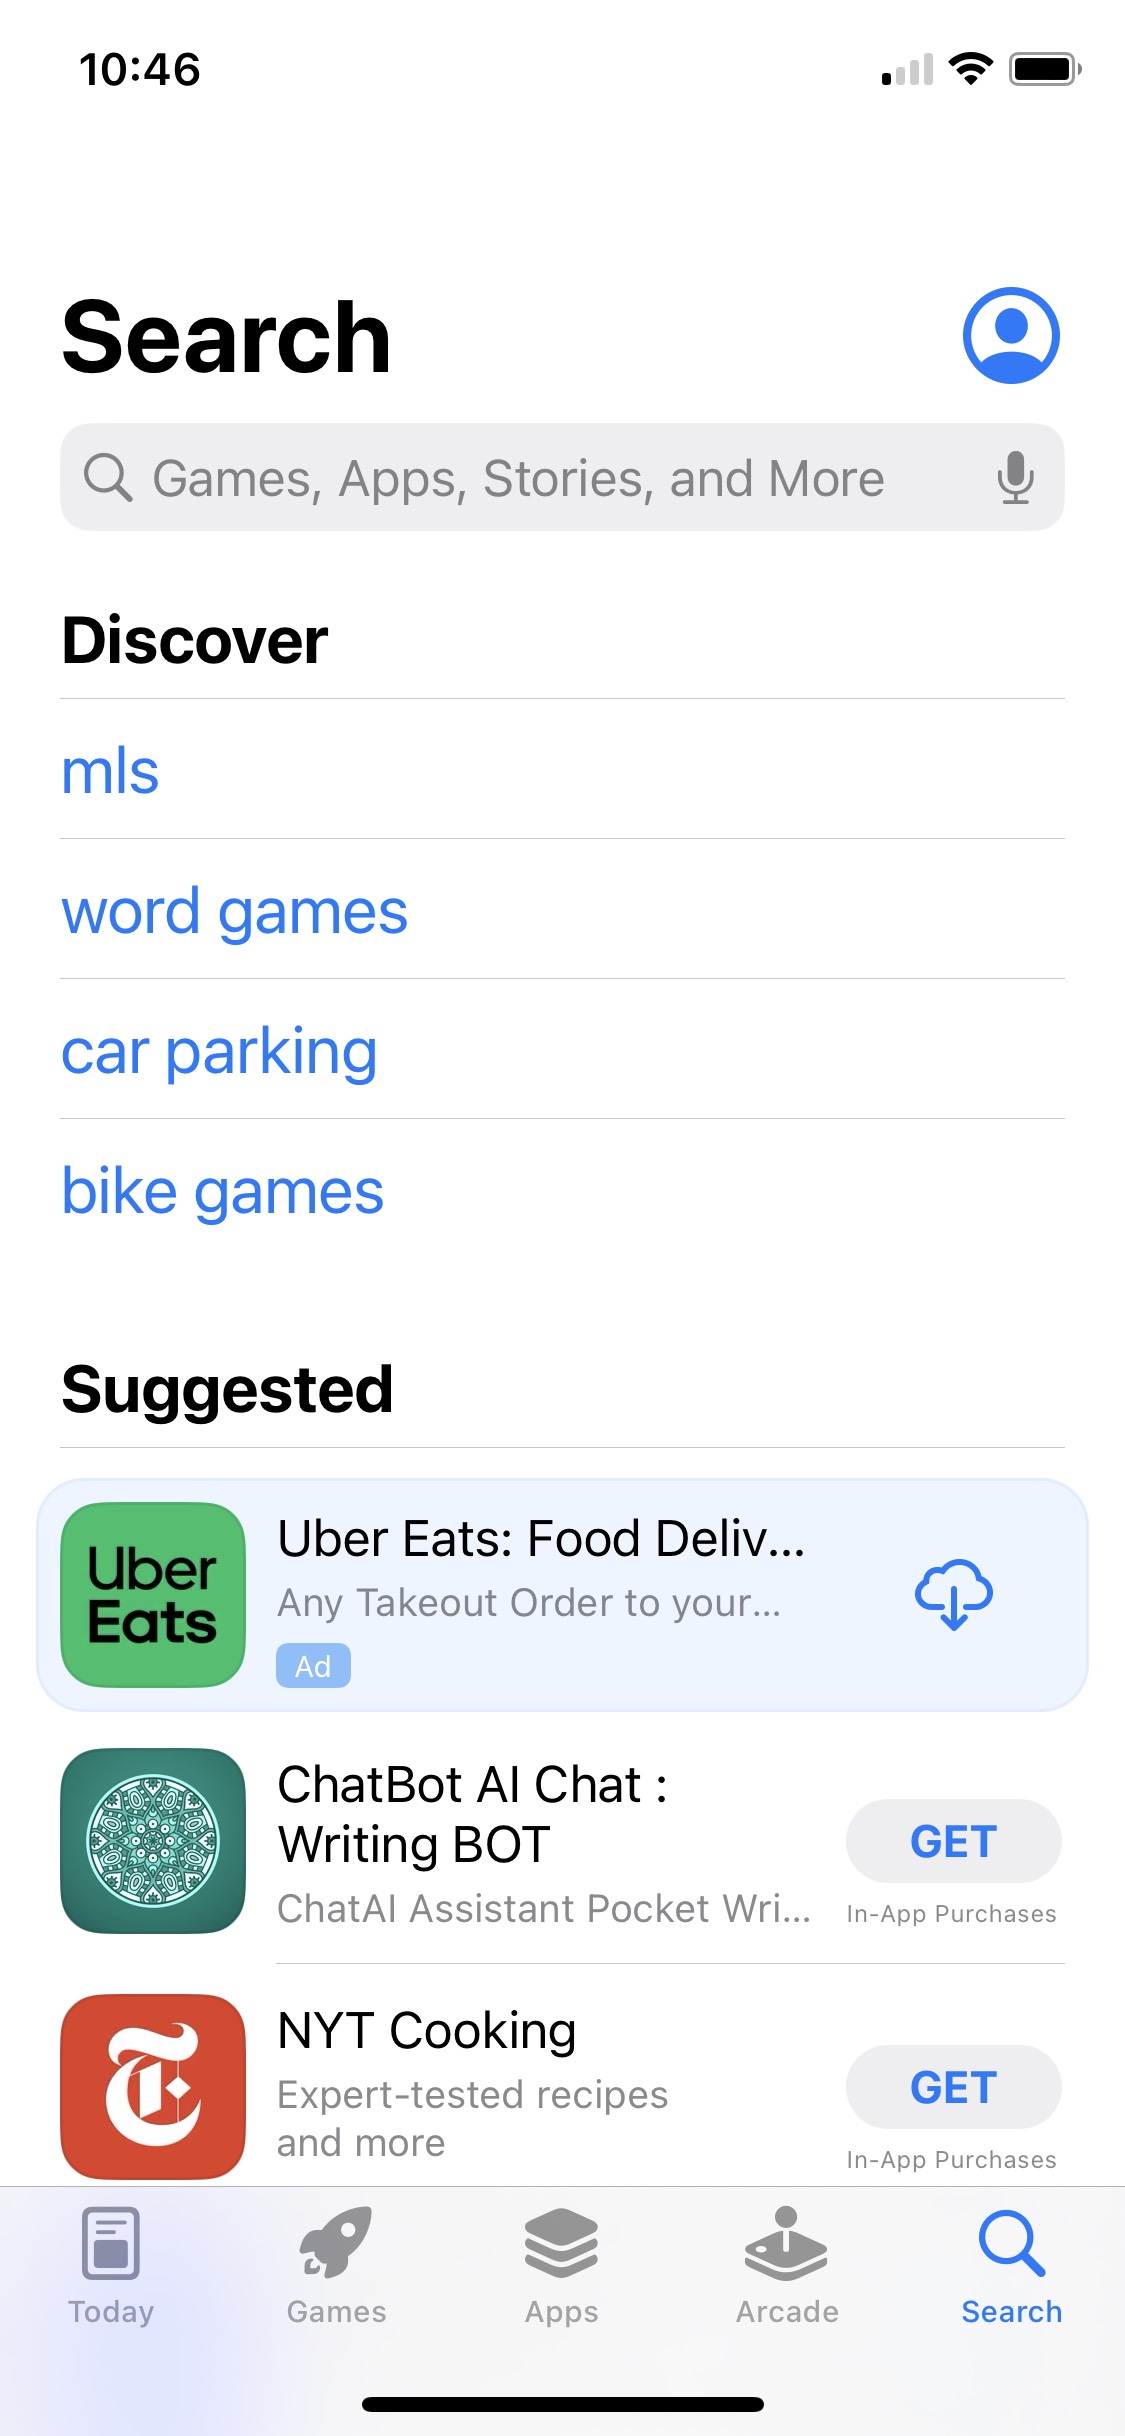 10:46
Search
Games, Apps, Stories, and More
Discover
mls
word games
car parking
bike games
Suggested
Uber
Eats
Uber Eats: Food Deliv...
Any Takeout Order to your...
Ad
ChatBot AI Chat :
Writing BOT
ChatAI Assistant Pocket Wri...
GET
In-App Purchases
T
NYT Cooking
Expert-tested recipes
and more
GET
In-App Purchases
Today
Games
Apps
Arcade
Search